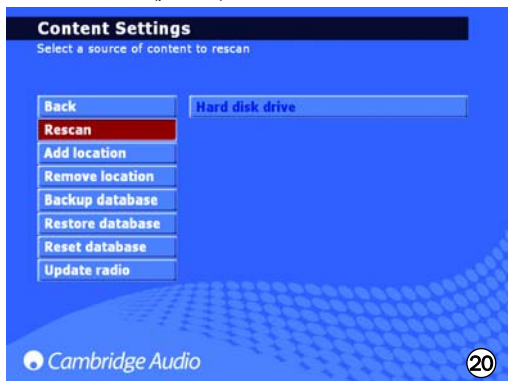 Content Settings
Select a source of content to rescan
Back
Hard disk drive
Rescan
Add location
Remove location
Backup database
Restore database
Reset database
Update radio
Cambridge Audio
20